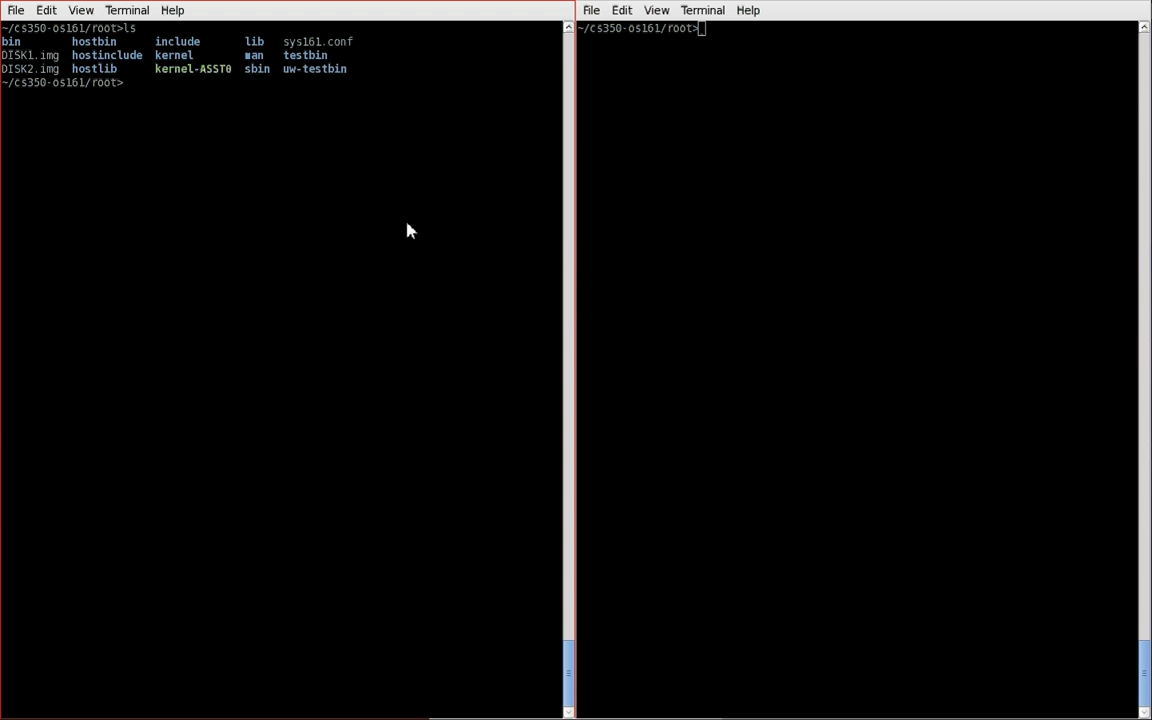 File Edit View Terminal Help
~/cs350-os161/root>ls
bin hostbin include lib sys161.conf
DISK1.img hostinclude kernel man testbin
DISK2.img hostlib kernel-ASST0 sbin uw-testbin
~/cs350-os161/root>
File Edit View Terminal Help
~/cs350-os161/root>